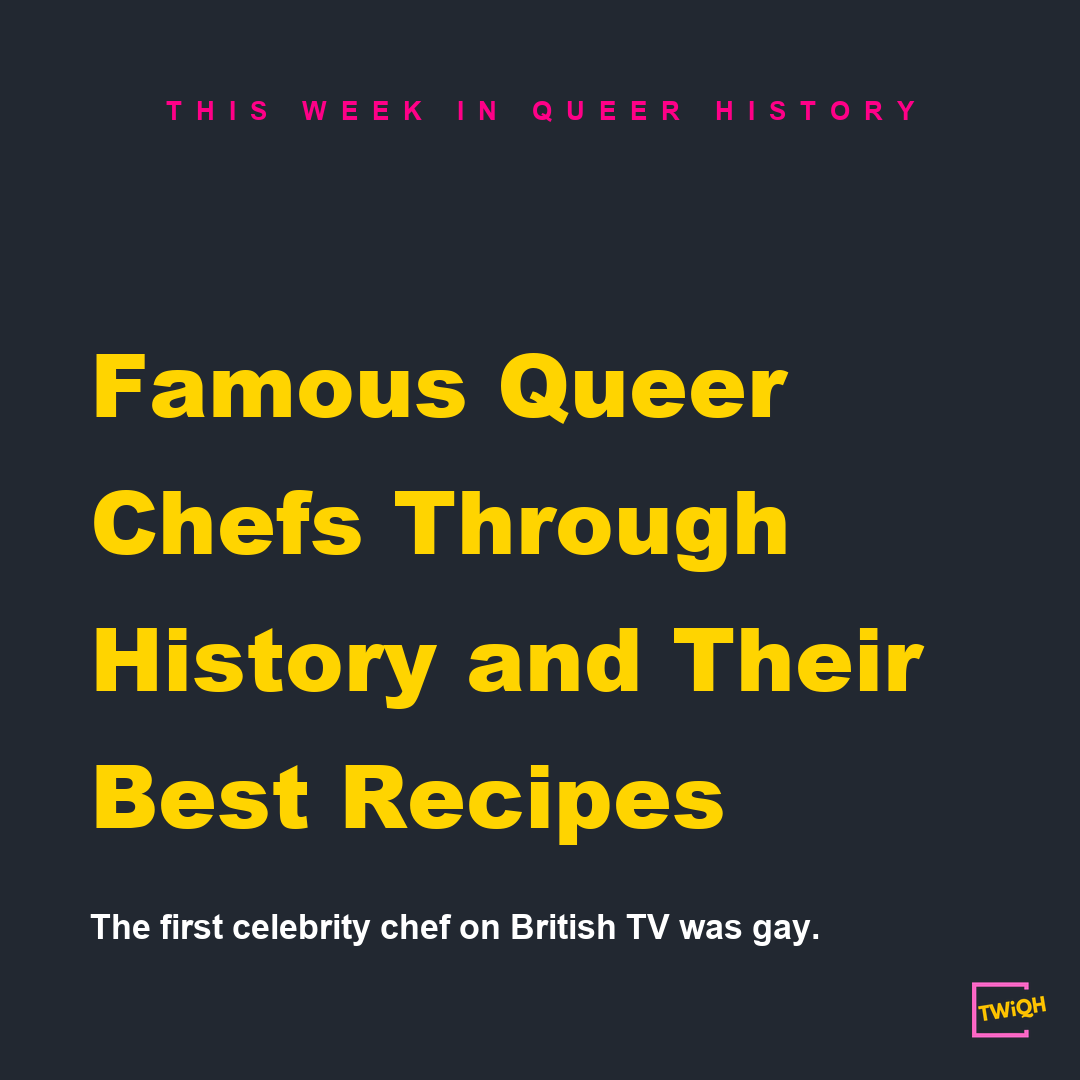 THIS WEEK IN QUEER HISTORY
Famous Queer
Chefs Through
History and Their
Best Recipes
The first celebrity chef on British TV was gay.
TWiQH